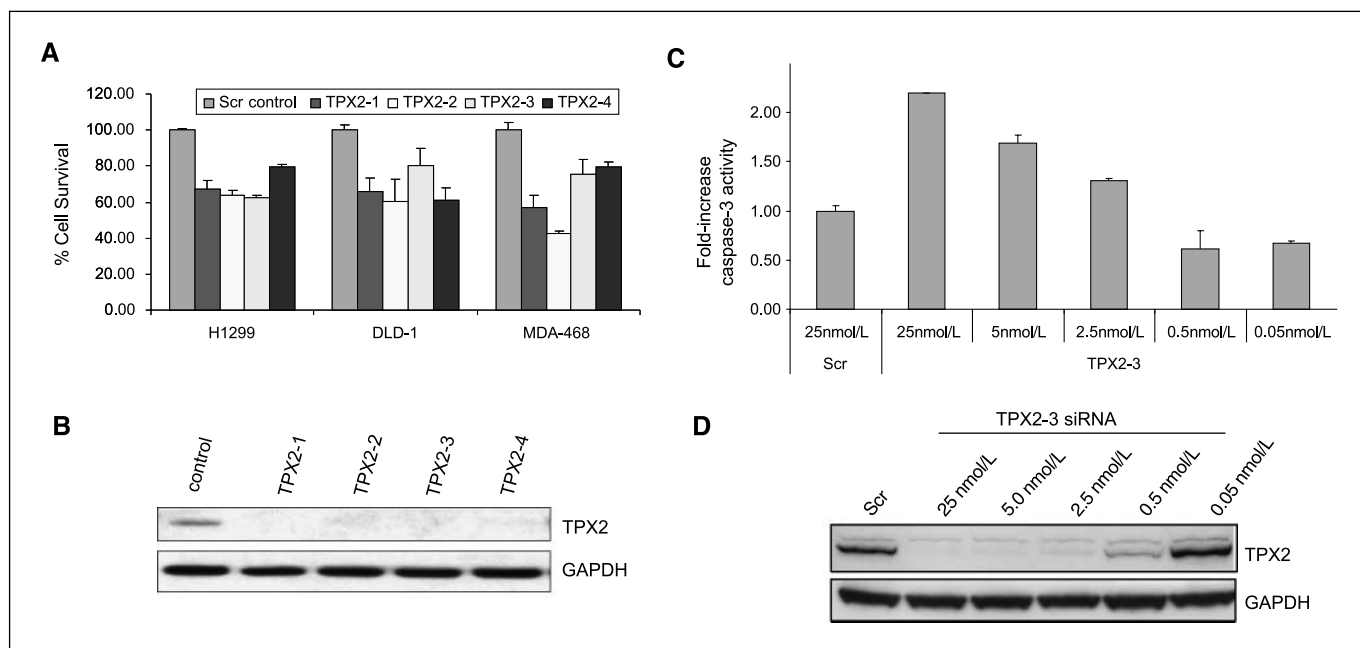 A
Scr control TPX2-1 TPX2-2 TPX2-3 TPX2-4
% Cell Survival
120.00
100.00
80.00
60.00
40.00
20.00
0.00
H1299 DLD-1 MDA-468
B
control TPX2-1 TPX2-2 TPX2-3 TPX2-4
TPX2
GAPDH
C
Fold-increase
caspase-3 activity
2.00
1.50
1.00
0.50
0.00
25nmol/L 25nmol/L 5nmol/L 2.5nmol/L 0.5nmol/L 0.05nmol/L
Scr TPX2-3
D
TPX2-3 siRNA
Scr 25 nmol/L 5.0 nmol/L 2.5 nmol/L 0.5 nmol/L 0.05 nmol/L
TPX2
GAPDH